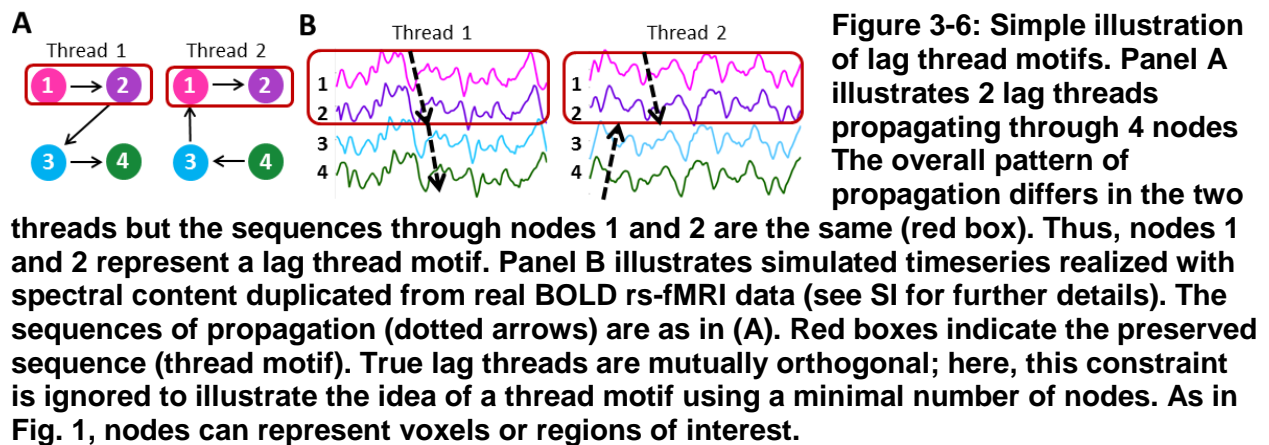 A
Thread 1 Thread 2
1 2 1 2
3 4 3 4
B
Thread 1 Thread 2
1 1
2 2
3 3
4 4
Figure 3-6: Simple illustration
of lag thread motifs. Panel A
illustrates 2 lag threads
propagating through 4 nodes
The overall pattern of
propagation differs in the two
threads but the sequences through nodes 1 and 2 are the same (red box). Thus, nodes 1
and 2 represent a lag thread motif. Panel B illustrates simulated timeseries realized with
spectral content duplicated from real BOLD rs-fMRI data (see SI for further details). The
sequences of propagation (dotted arrows) are as in (A). Red boxes indicate the preserved
sequence (thread motif). True lag threads are mutually orthogonal; here, this constraint
is ignored to illustrate the idea of a thread motif using a minimal number of nodes. As in
Fig. 1, nodes can represent voxels or regions of interest.